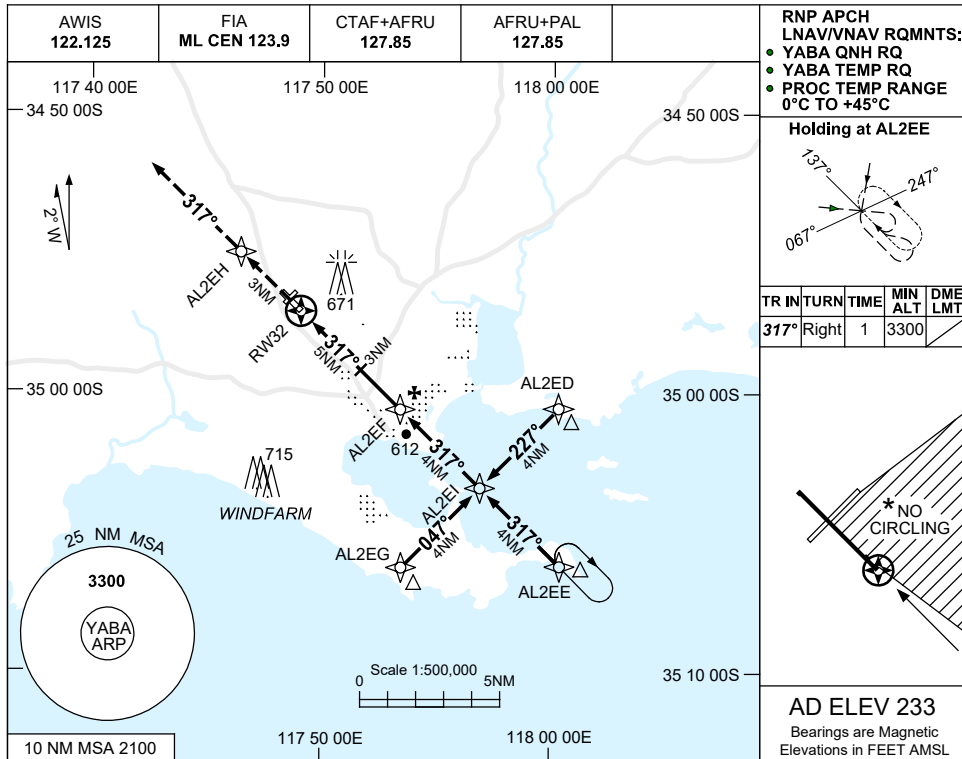 AWIS
122.125
FIA
ML CEN 123.9
CTAF+AFRU
127.85
AFRU+PAL
127.85
RNP APCH
LNAV/VNAV RQMNTS:
YABA QNH RQ
YABA TEMP RQ
PROC TEMP RANGE
0°C TO +45°C
Holding at AL2EE
137°
247°
067°
TR IN TURN TIME MIN ALT DME LMT
317° Right 1 3300
*NO
CIRCLING
AD ELEV 233
Bearings are Magnetic
Elevations in FEET AMSL
117 40 00E
117 50 00E
118 00 00E
34 50 00S
34 50 00S
2° W
317°
AL2EH
3NM
671
RW32
317°
5NM
3NM
35 00 00S
35 00 00S
AL2ED
AL2EF
612
317°
4NM
227°
4NM
715
WINDFARM
AL2EI
047°
4NM
317°
4NM
AL2EG
AL2EE
25 NM MSA
3300
YABA
ARP
Scale 1:500,000
0 5NM
35 10 00S
10 NM MSA 2100
117 50 00E
118 00 00E